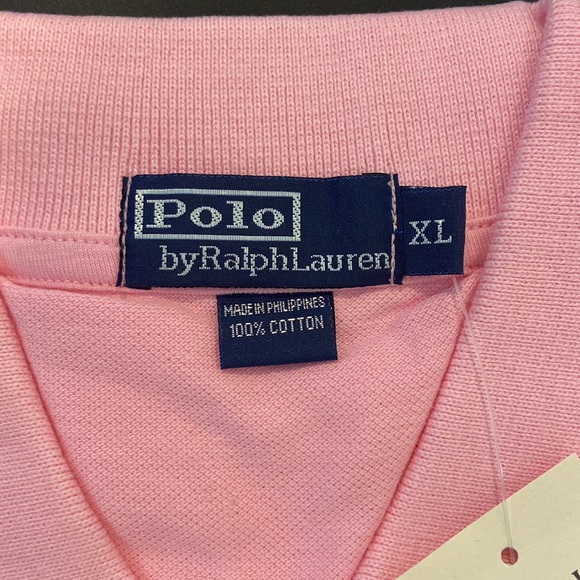 Polo
byRalphLauren
XL
MADE IN PHILIPPINES
100% COTTON